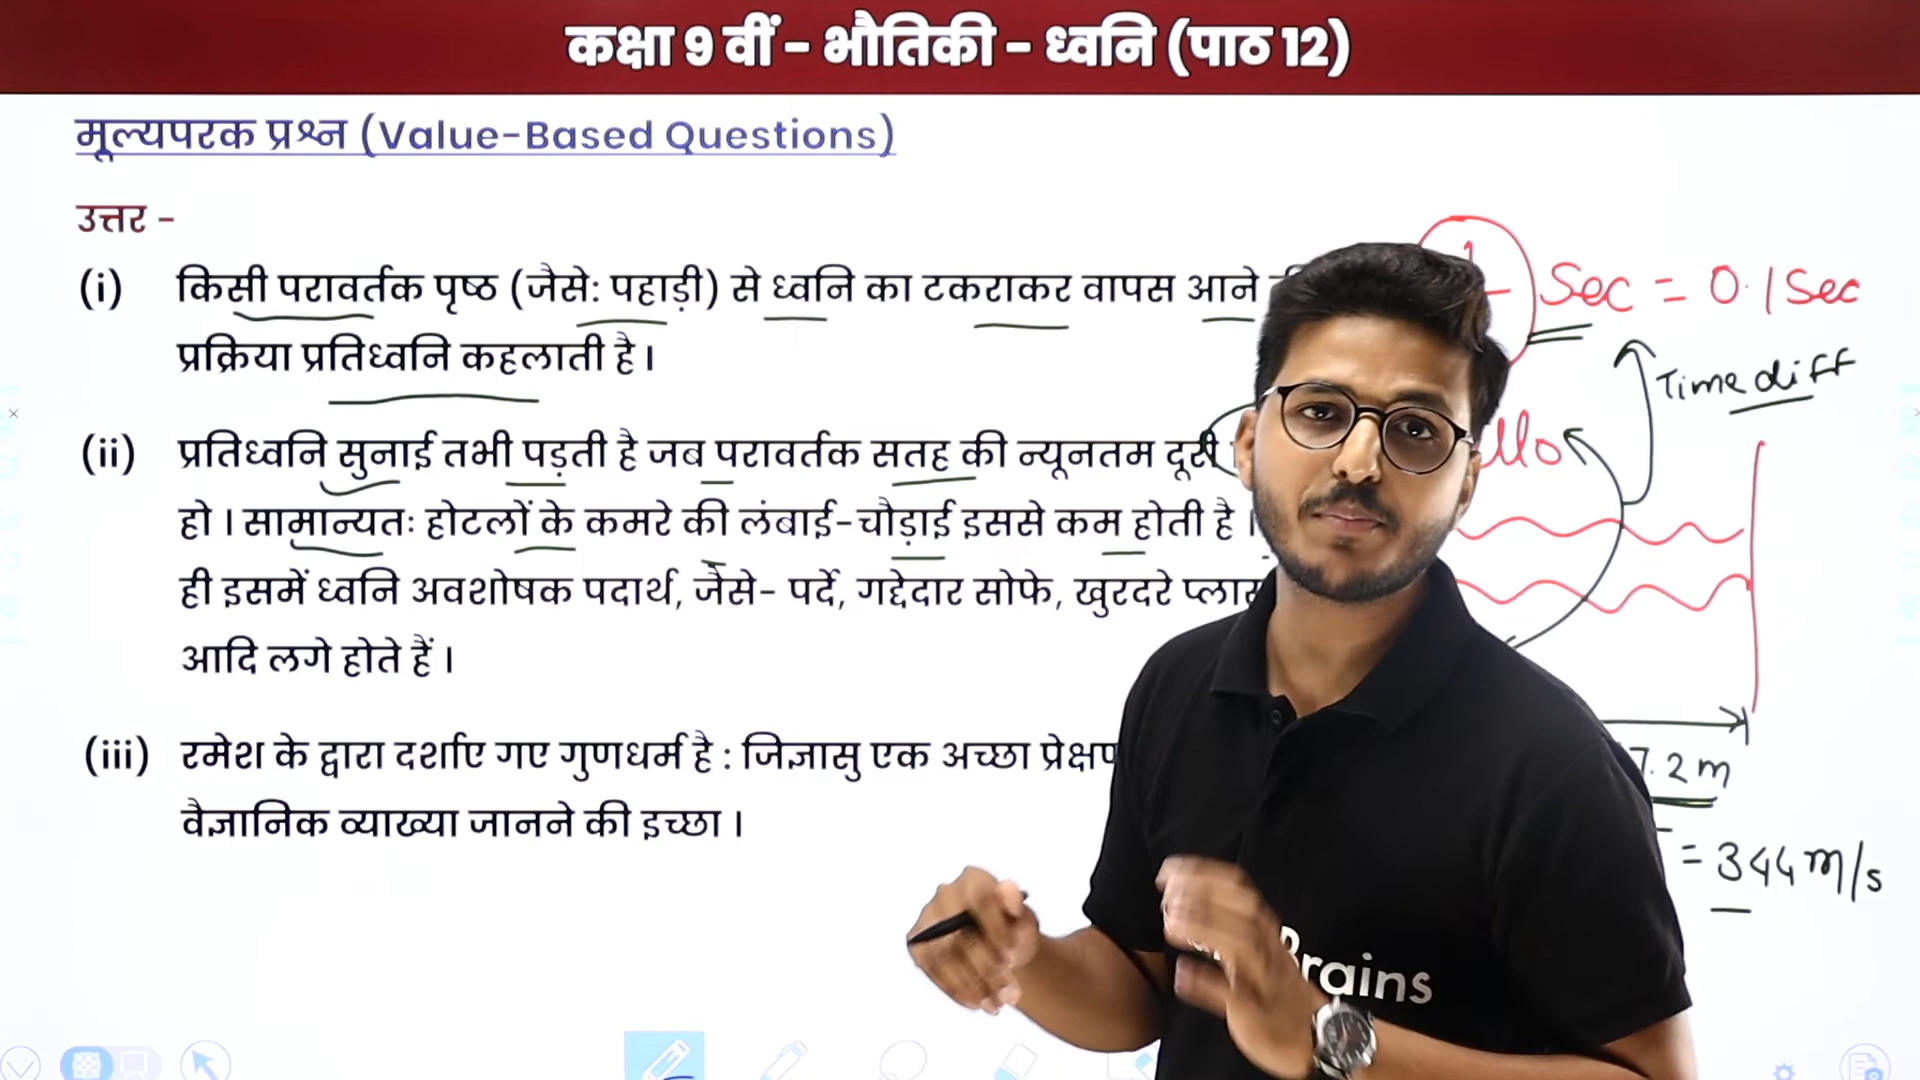 कक्षा 9 वीं - भौतिकी - ध्वनि (पाठ 12)
मूल्यपरक प्रश्न (Value-Based Questions)
उत्तर -
(i) किसी परावर्तक पृष्ठ (जैसे: पहाड़ी) से ध्वनि का टकराकर वापस आने
प्रक्रिया प्रतिध्वनि कहलाती है।
(ii) प्रतिध्वनि सुनाई तभी पड़ती है जब परावर्तक सतह की न्यूनतम दूरी
हो। सामान्यतः होटलों के कमरे की लंबाई-चौड़ाई इससे कम होती है।
ही इसमें ध्वनि अवशोषक पदार्थ, जैसे- पर्दे, गद्देदार सोफे, खुरदरे
आदि लगे होते हैं।
(iii) रमेश के द्वारा दर्शाए गए गुणधर्म है : जिज्ञासु एक अच्छा
वैज्ञानिक व्याख्या जानने की इच्छा।
Sec = 0.1 Sec
Time diff
7.2 m
= 344 m/s
Brains